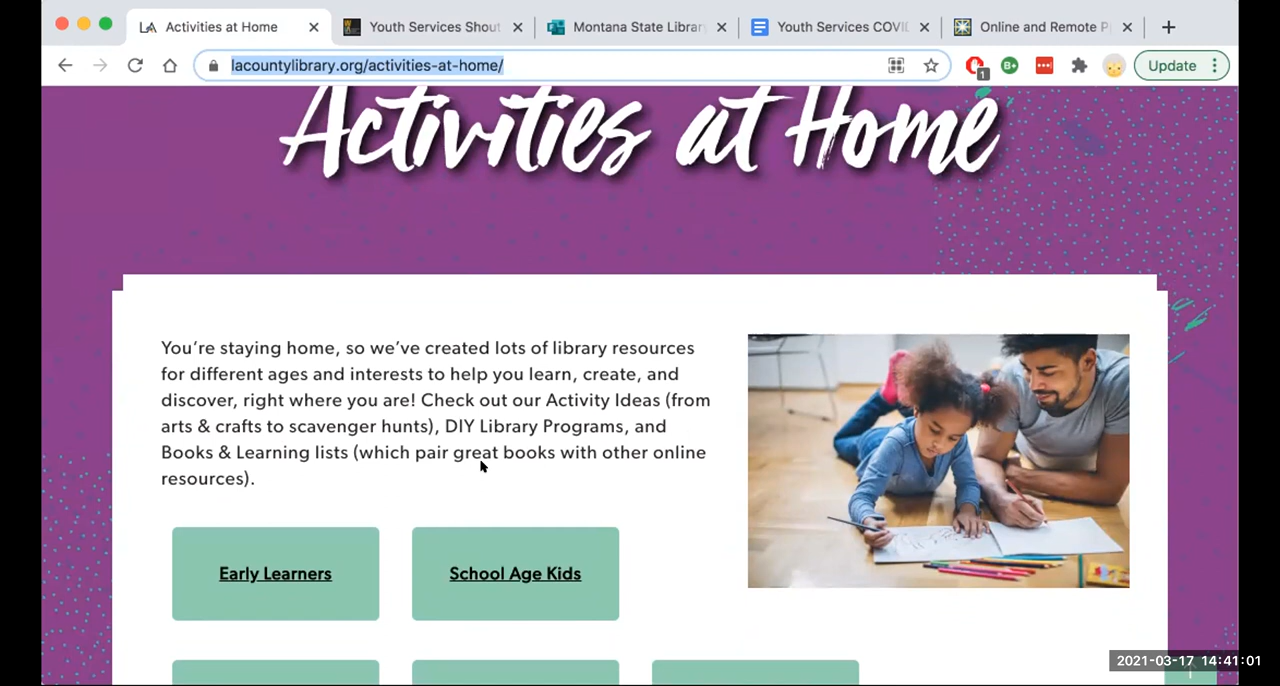 Activities at Home
Youth Services Shout
Montana State Library
Youth Services COVI
Online and Remote P
lacountylibrary.org/activities-at-home/
1
B+
Update
Activities at Home
You're staying home, so we've created lots of library resources
for different ages and interests to help you learn, create, and
discover, right where you are! Check out our Activity Ideas (from
arts & crafts to scavenger hunts), DIY Library Programs, and
Books & Learning lists (which pair great books with other online
resources).
Early Learners
School Age Kids
2021-03-17 14:41:01